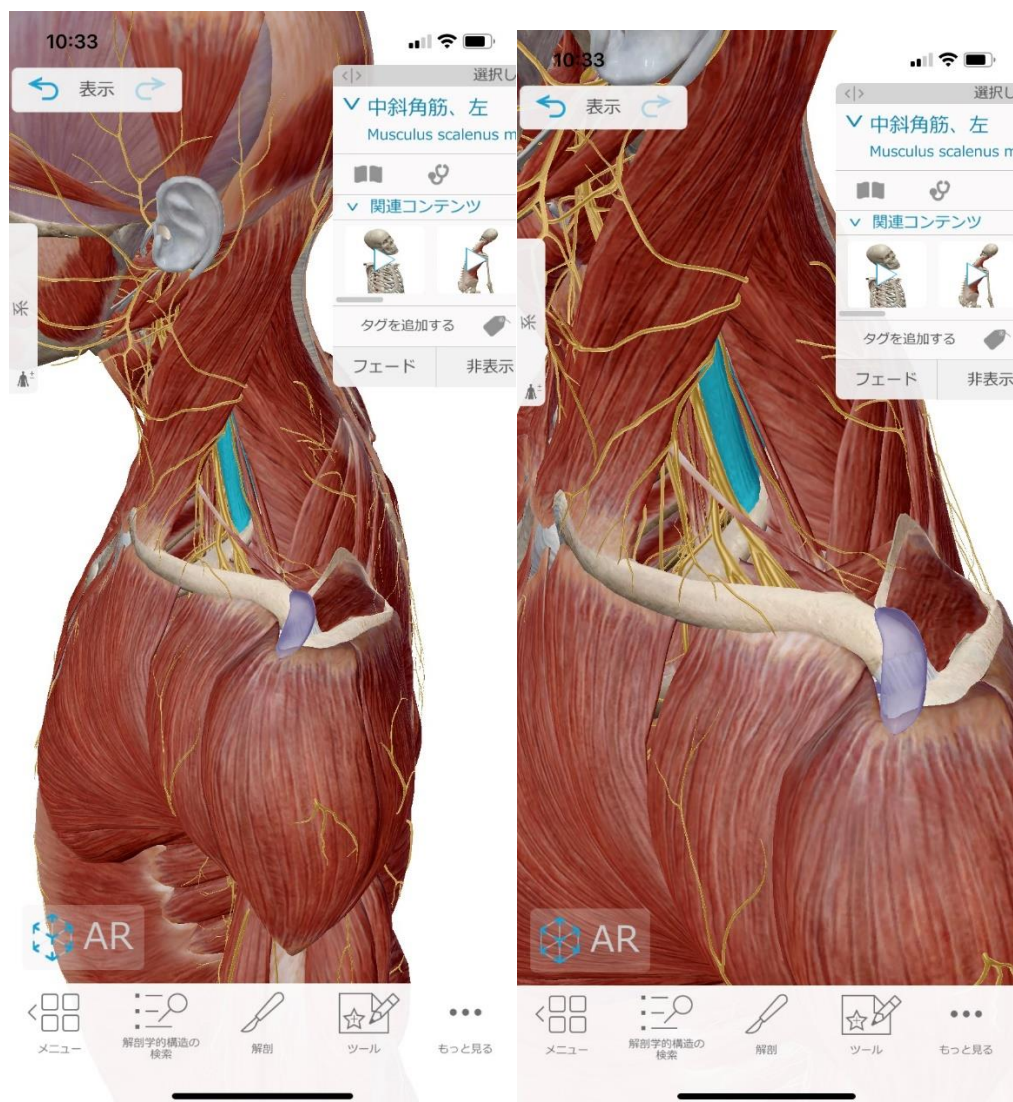 10:33
表示
選択し
中斜角筋、左
Musculus scalenus m
関連コンテンツ
タグを追加する
フェード
非表示
系
AR
メニュー
解剖学的構造の
検索
解剖
ツール
もっと見る
10:33
表示
選択し
中斜角筋、左
Musculus scalenus m
関連コンテンツ
タグを追加する
フェード
非表示
系
AR
メニュー
解剖学的構造の
検索
解剖
ツール
もっと見る